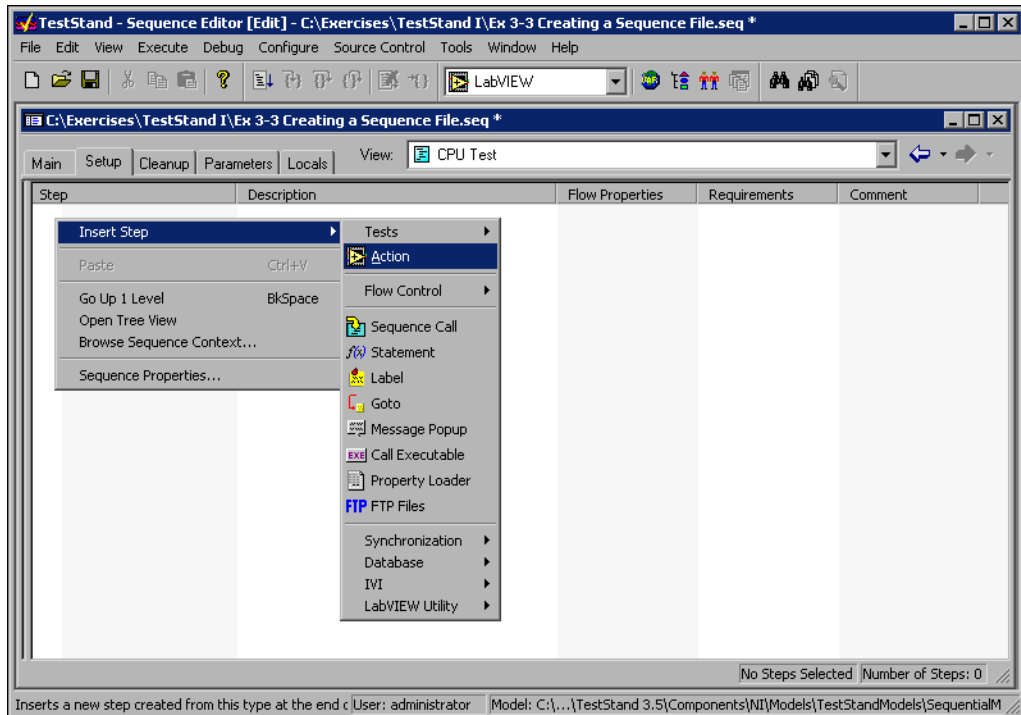 TestStand - Sequence Editor [Edit] - C:\Exercises\TestStand I\Ex 3-3 Creating a Sequence File.seq *
File Edit View Execute Debug Configure Source Control Tools Window Help
LabVIEW
C:\Exercises\TestStand I\Ex 3-3 Creating a Sequence File.seq *
Main Setup Cleanup Parameters Locals View: CPU Test
Step Description Flow Properties Requirements Comment
Insert Step
Paste Ctrl+V
Go Up 1 Level BkSpace
Open Tree View
Browse Sequence Context...
Sequence Properties...
Tests
Action
Flow Control
Sequence Call
f(x) Statement
Label
Goto
Message Popup
EXE Call Executable
Property Loader
FTP FTP Files
Synchronization
Database
IVI
LabVIEW Utility
No Steps Selected Number of Steps: 0
Inserts a new step created from this type at the end c User: administrator Model: C:\...\TestStand 3.5\Components\NI\Models\TestStandModels\SequentialM